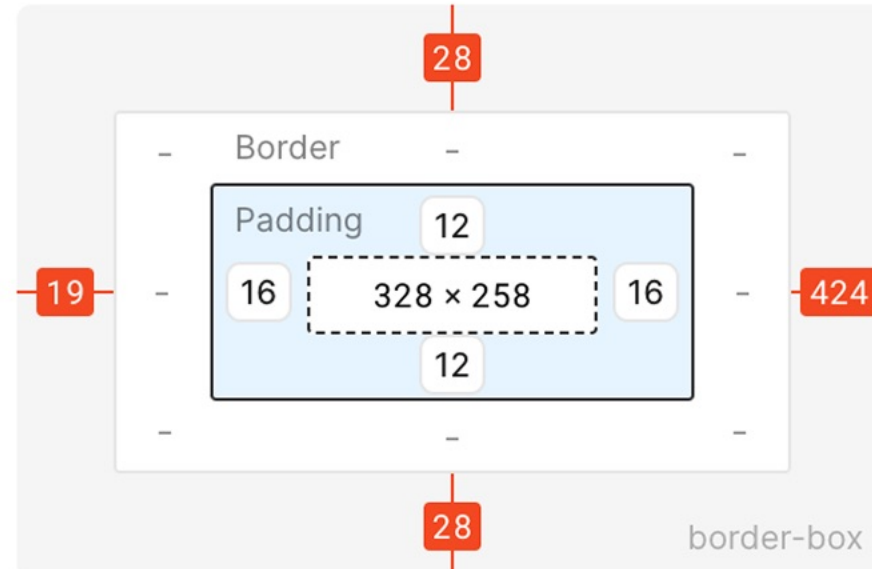 28
– Border – –
Padding 12
19 – 16 328 × 258 16 – 424
12
– – –
28
border-box